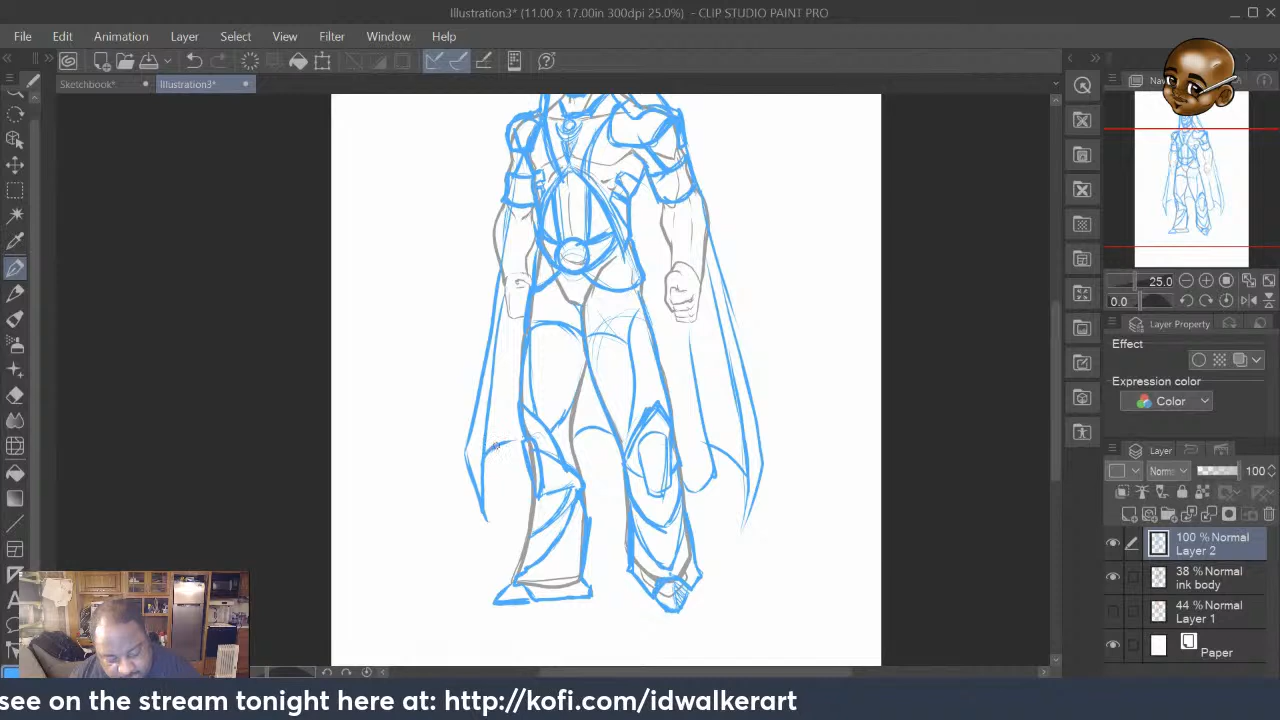 Illustration3* (11.00 x 17.00in 300dpi 25.0%) - CLIP STUDIO PAINT PRO
File Edit Animation Layer Select View Filter Window Help
Sketchbook* Illustration3*
25.0
0.0
Layer Property
Effect
Expression color
Color
Layer
Norma 100
100 % Normal
Layer 2
38 % Normal
ink body
44 % Normal
Layer 1
Paper
see on the stream tonight here at: http://kofi.com/idwalkerart